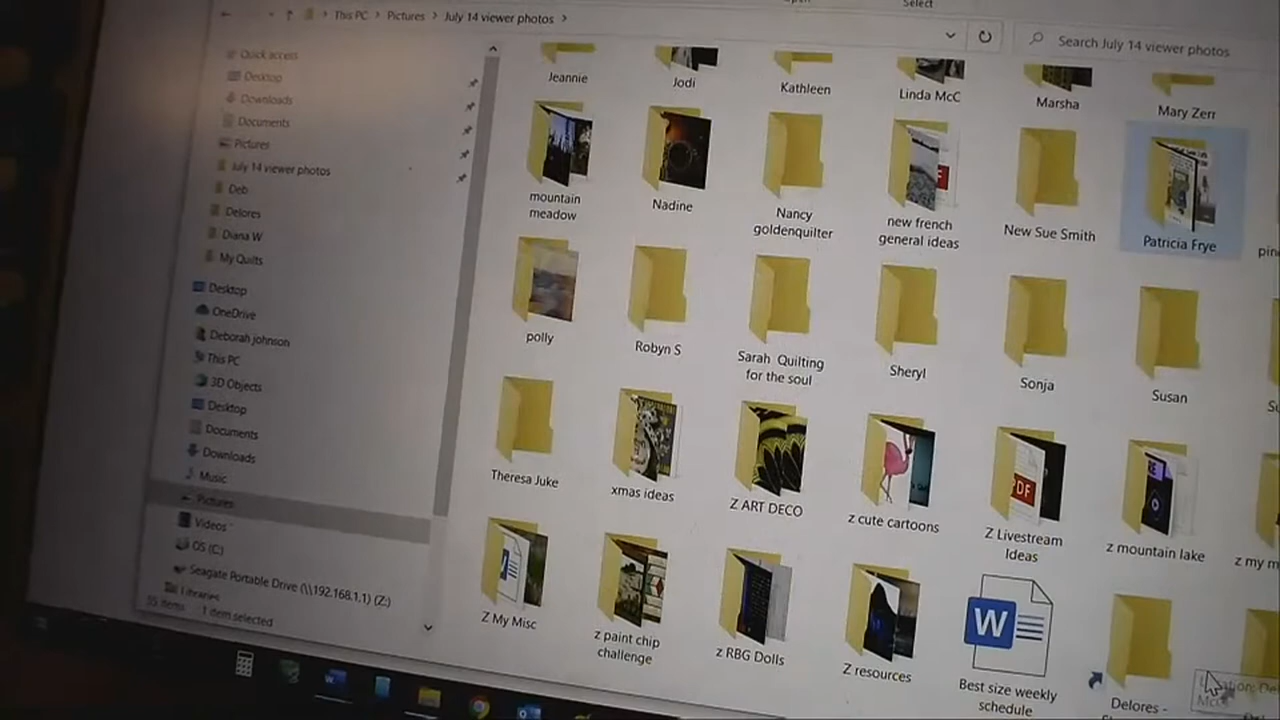 Select
This PC > Pictures > July 14 viewer photos >
Search July 14 viewer photos
Quick access
Desktop
Downloads
Documents
Pictures
July 14 viewer photos
Deb
Delores
Diana W
My Quilts
Desktop
OneDrive
Deborah johnson
This PC
3D Objects
Desktop
Documents
Downloads
Music
Pictures
Videos
OS (C:)
Seagate Portable Drive (\\192.168.1.1) (Z:)
Libraries
55 items 1 item selected
Jeannie
Jodi
Kathleen
Linda McC
Marsha
Mary Zerr
mountain
meadow
Nadine
Nancy
goldenquilter
new french
general ideas
New Sue Smith
Patricia Frye
polly
Robyn S
Sarah Quilting
for the soul
Sheryl
Sonja
Susan
Theresa Juke
xmas ideas
Z ART DECO
z cute cartoons
PDF
Z Livestream
Ideas
z mountain lake
z my m
Z My Misc
z paint chip
challenge
z RBG Dolls
Z resources
W
Best size weekly
schedule
Delores -